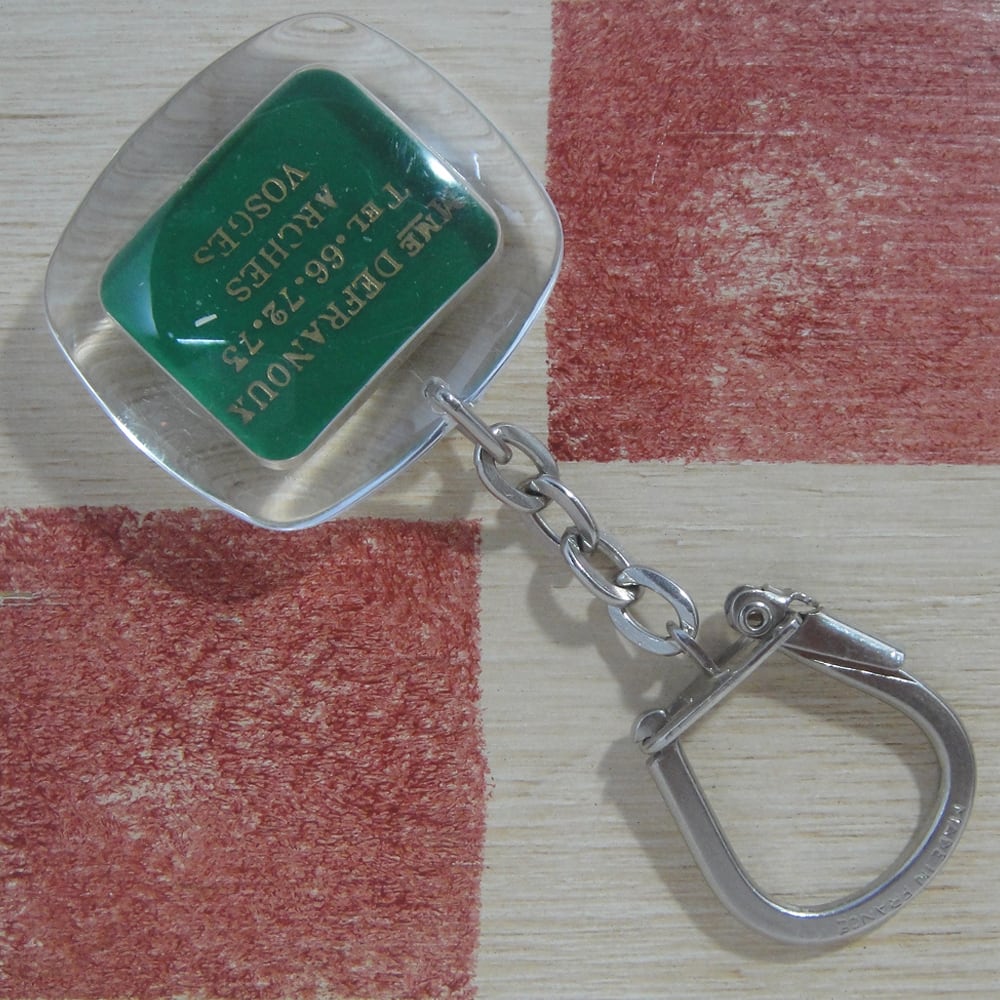 MME DEFRANOUX
TEL. 66.72.73
ARCHES
VOSGES
MADE IN FRANCE